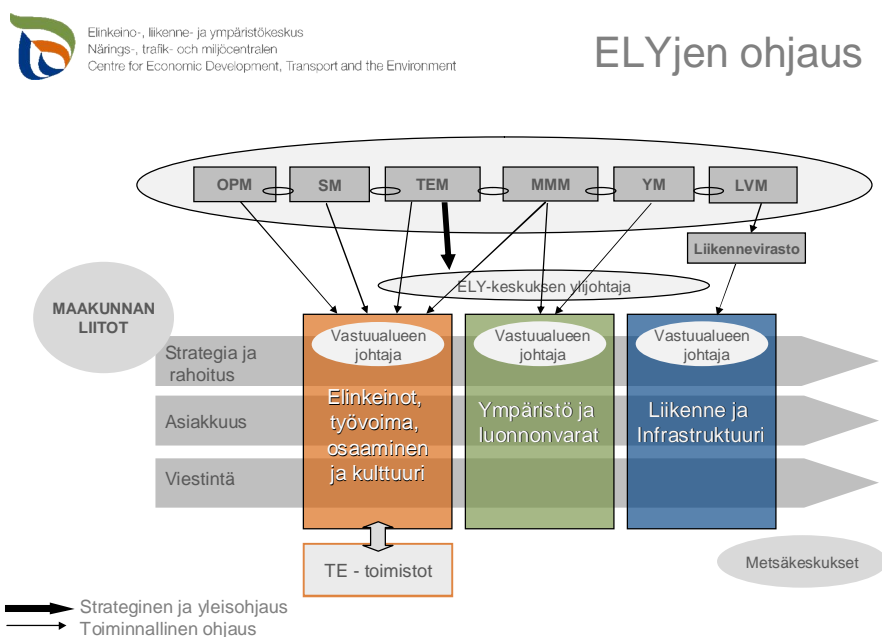 Elinkeino-, liikenne- ja ympäristökeskus
Närings-, trafik- och miljöcentralen
Centre for Economic Development, Transport and the Environment
ELYjen ohjaus
OPM
SM
TEM
MMM
YM
LVM
Liikennevirasto
ELY-keskuksen ylijohtaja
MAAKUNNAN
LIITOT
Vastuualueen
johtaja
Vastuualueen
johtaja
Vastuualueen
johtaja
Strategia ja
rahoitus
Asiakkuus
Viestintä
Elinkeinot,
työvoima,
osaaminen
ja kulttuuri
Ympäristö ja
luonnonvarat
Liikenne ja
Infrastruktuuri
TE - toimistot
Metsäkeskukset
Strateginen ja yleisohjaus
Toiminnallinen ohjaus